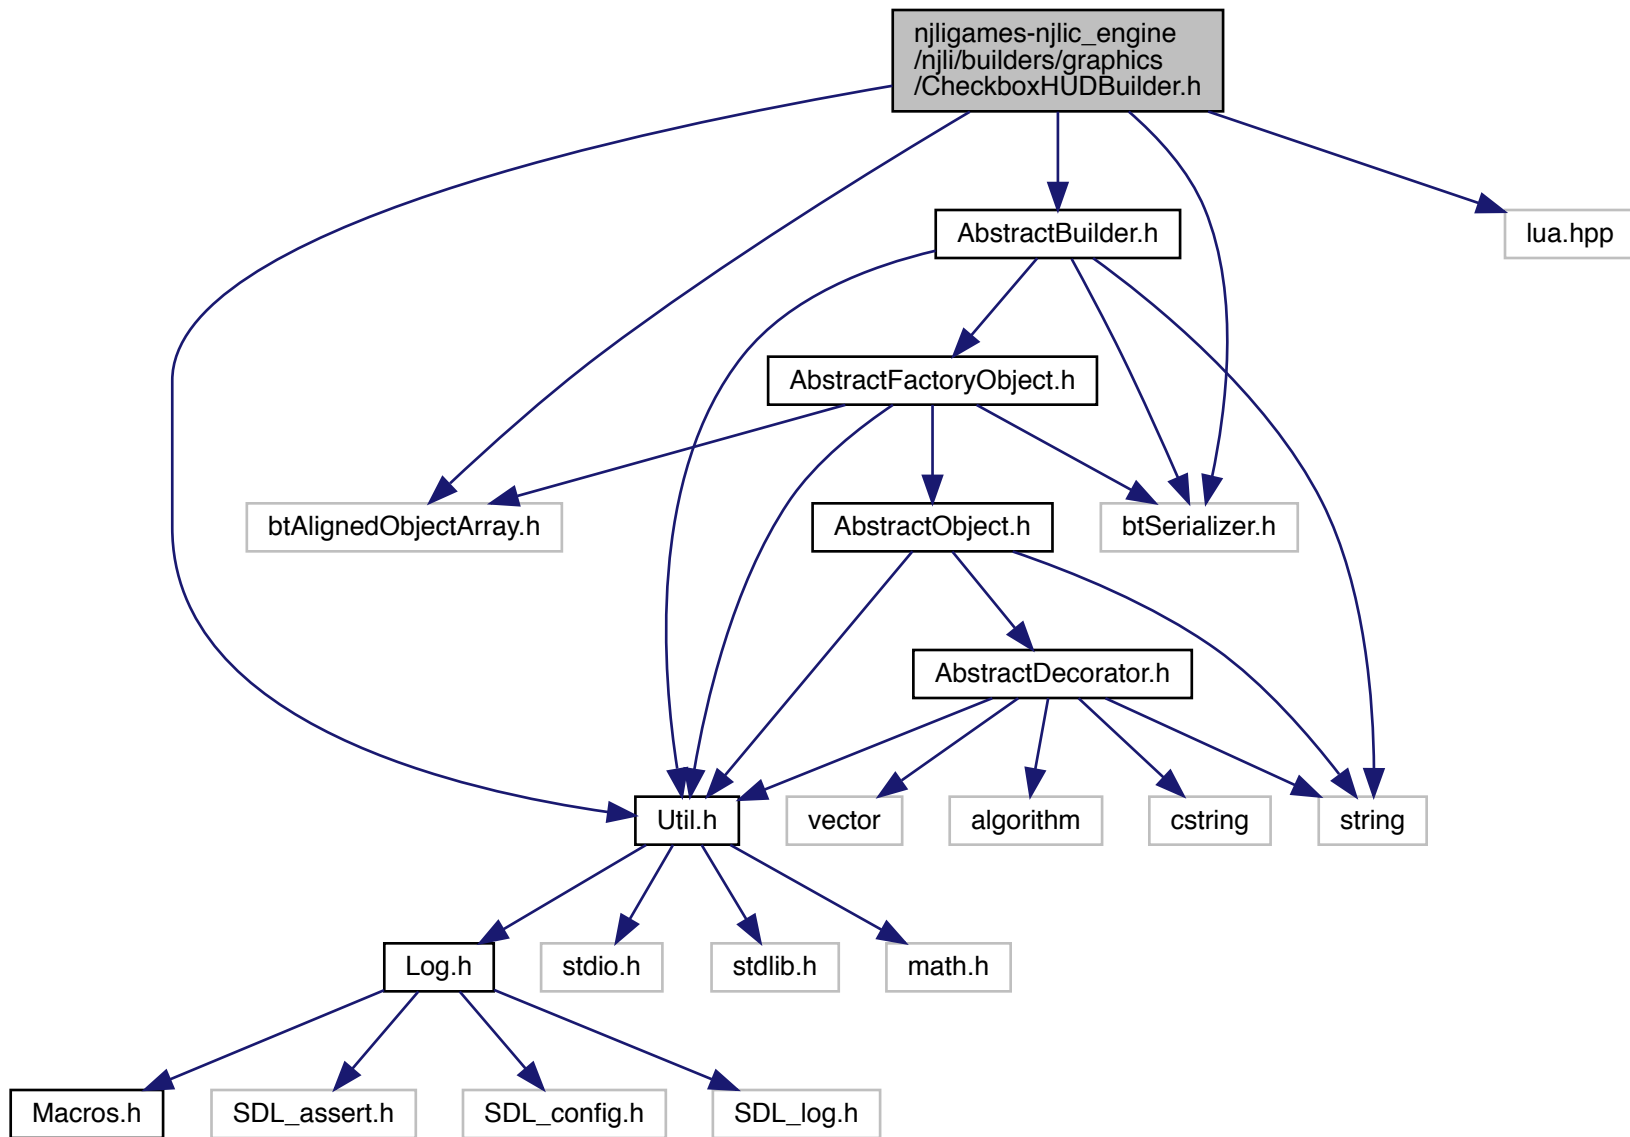 njligames-njlic_engine
/njli/builders/graphics
/CheckboxHUDBuilder.h
AbstractBuilder.h
lua.hpp
AbstractFactoryObject.h
btAlignedObjectArray.h
AbstractObject.h
btSerializer.h
AbstractDecorator.h
Util.h
vector
algorithm
cstring
string
Log.h
stdio.h
stdlib.h
math.h
Macros.h
SDL_assert.h
SDL_config.h
SDL_log.h